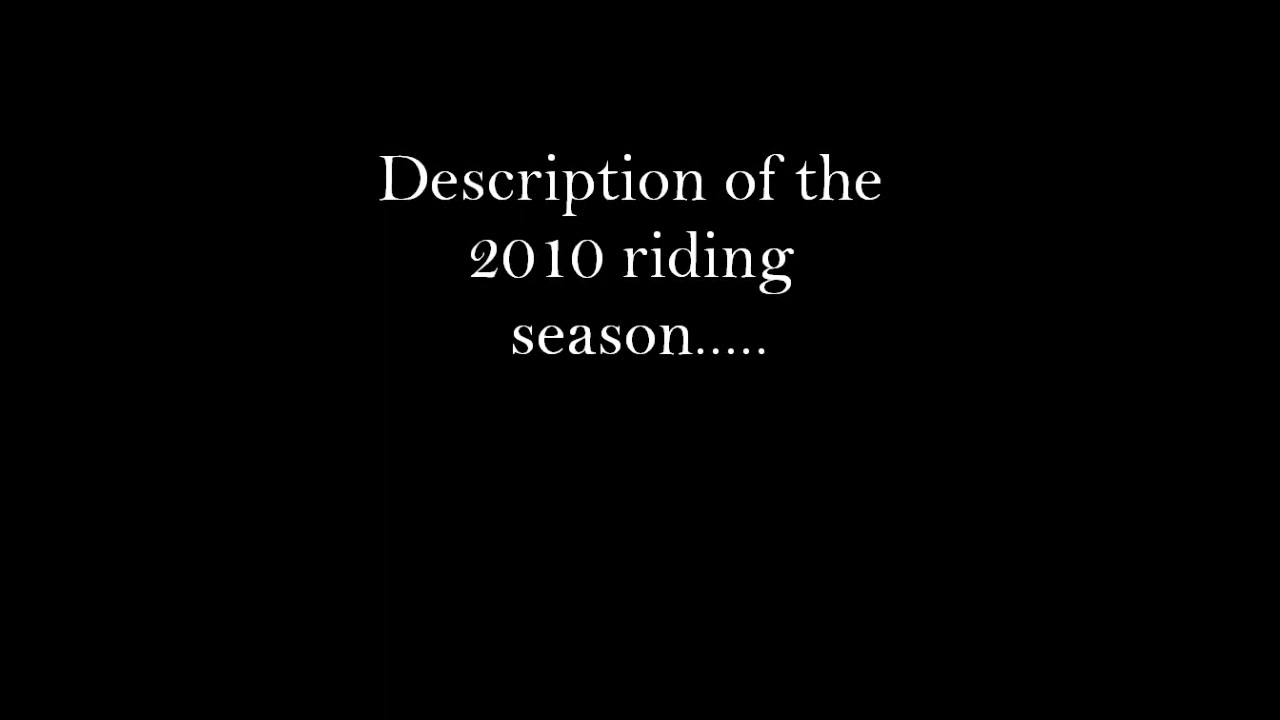 Description of the
2010 riding
season.....